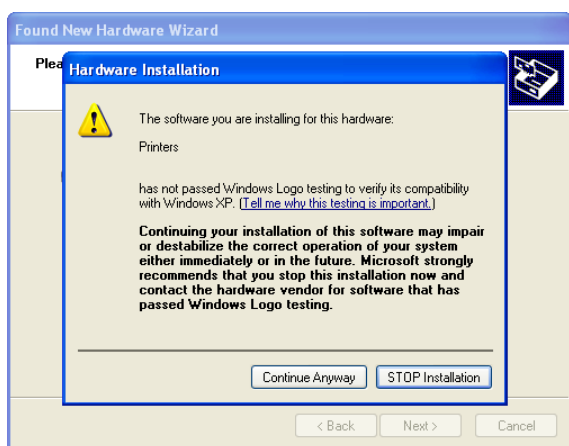 Found New Hardware Wizard
Plea
Hardware Installation
The software you are installing for this hardware:
Printers
has not passed Windows Logo testing to verify its compatibility
with Windows XP. (Tell me why this testing is important.)
Continuing your installation of this software may impair
or destabilize the correct operation of your system
either immediately or in the future. Microsoft strongly
recommends that you stop this installation now and
contact the hardware vendor for software that has
passed Windows Logo testing.
Continue Anyway
STOP Installation
< Back
Next >
Cancel